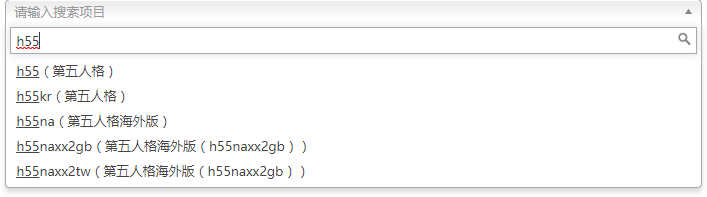 请输入搜索项目
h55
h55（第五人格）
h55kr（第五人格）
h55na（第五人格海外版）
h55naxx2gb（第五人格海外版（h55naxx2gb））
h55naxx2tw（第五人格海外版（h55naxx2gb））